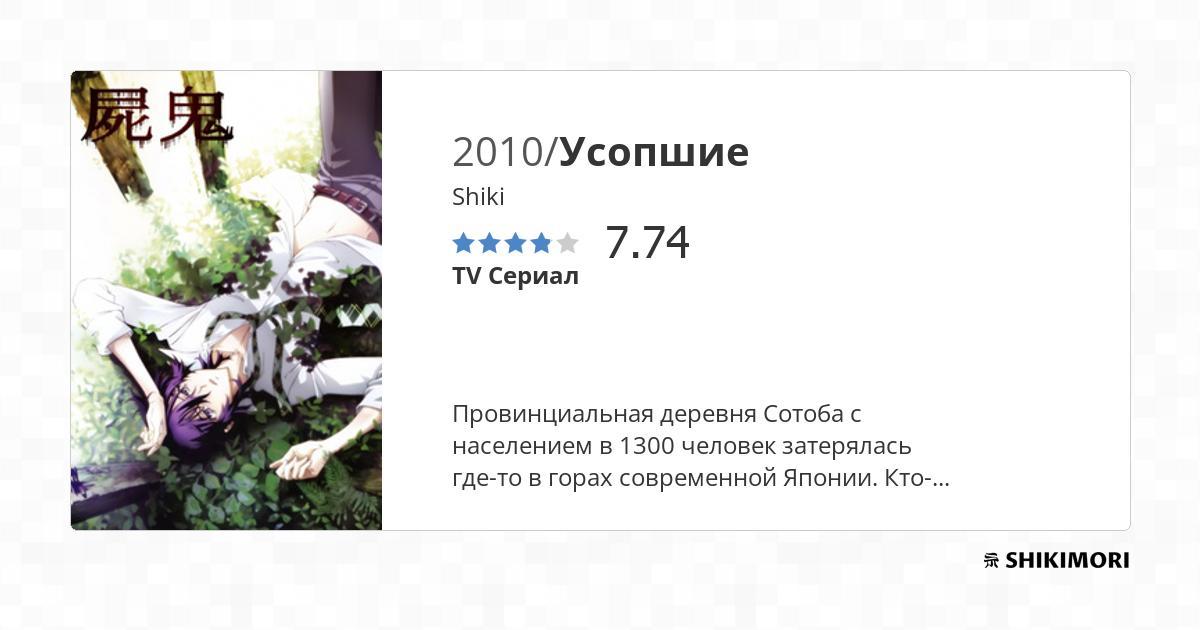 屍鬼
2010/Усопшие
Shiki
7.74
TV Сериал
Провинциальная деревня Сотоба с
населением в 1300 человек затерялась
где-то в горах современной Японии. Кто-...
SHIKIMORI